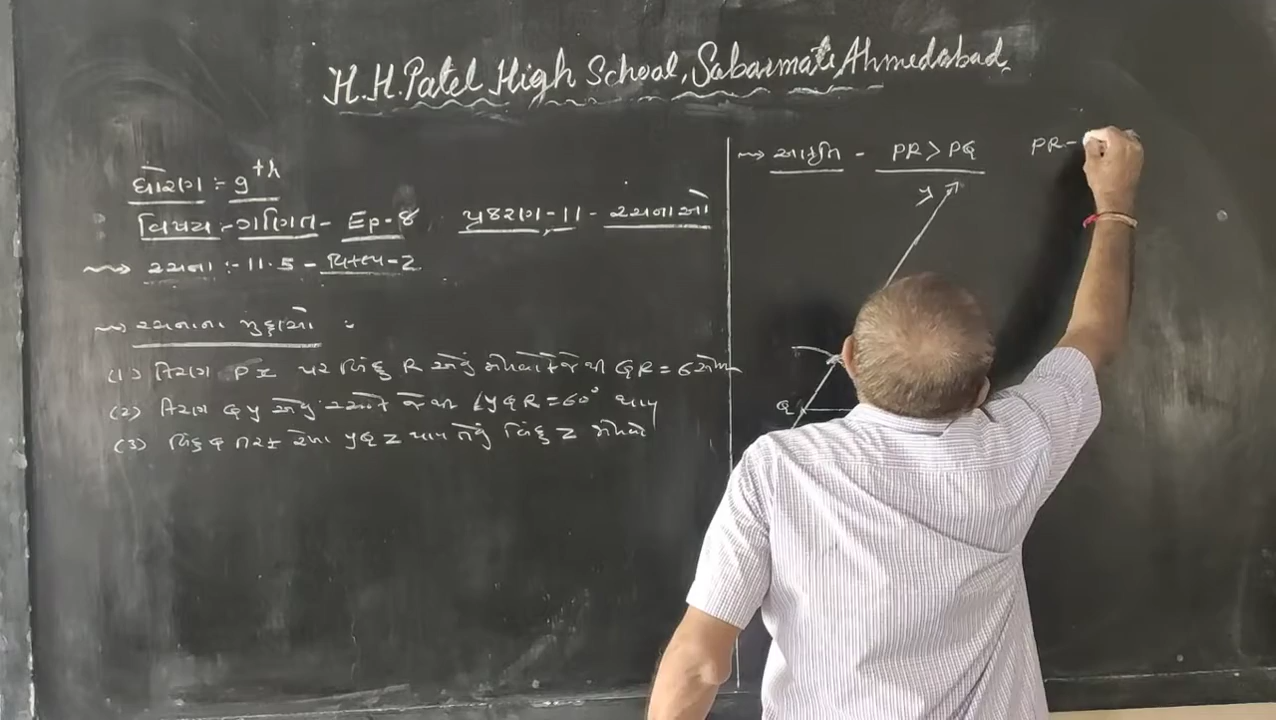 H.H.Patel High School, Sabarmati, Ahmedabad.
ધોરણ :- 9th
વિષય :- ગણિત - Ep-8 પ્રકરણ-11 - રચનાઓ
રચના :- 11.5 - વિકલ્પ-2
રચનાના મુદ્દાઓ :
(1) કિરણ PX પર બિંદુ R એવું મેળવો કે જેથી QR = 6 સેમી
(2) કિરણ QY એવું રચો કે જેથી ∠YQR = 60° થાય
(3) બિંદુ Q તરફ રેખા YQZ થાય તેવું બિંદુ Z મેળવો
આકૃતિ - PR > PQ
PR -
Y
Q